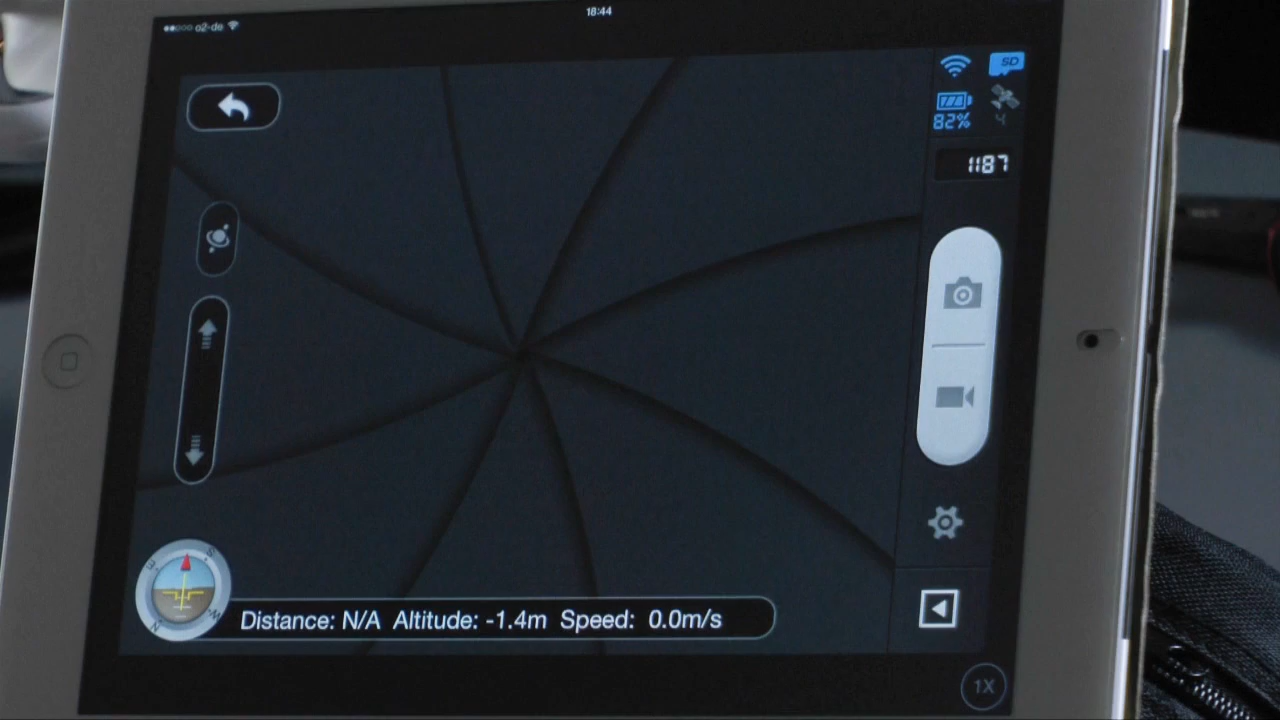 o2-de 18:44
SD
82% 4
1187
S
E
W
N
Distance: N/A Altitude: -1.4m Speed: 0.0m/s
1X